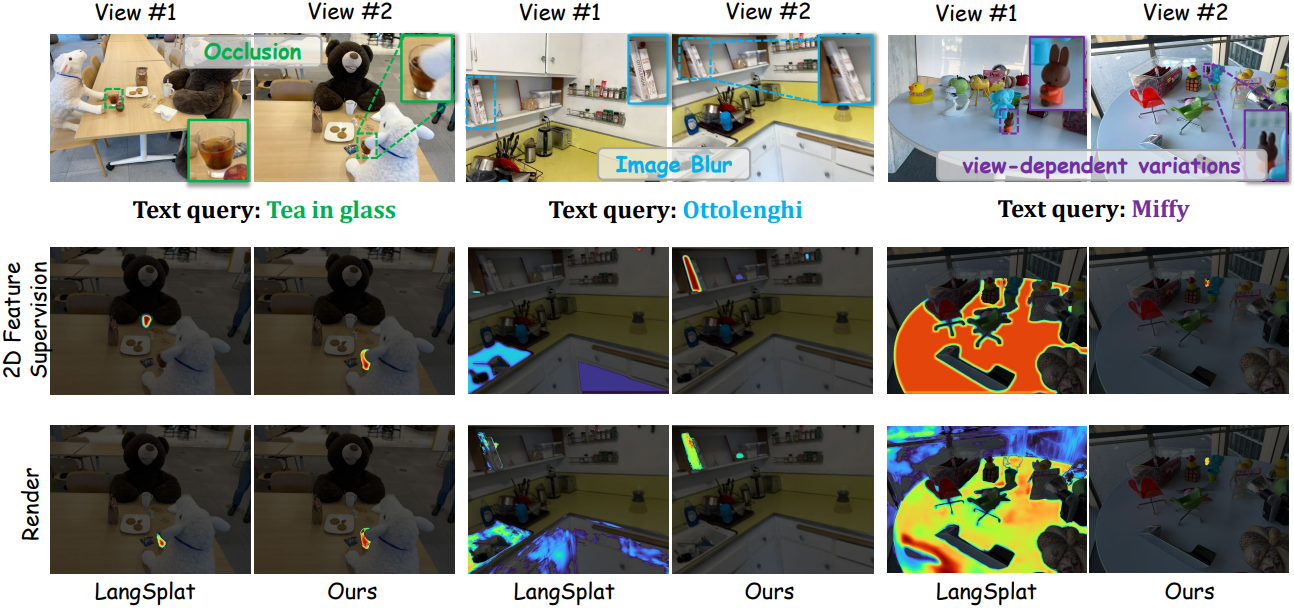 View #1
View #2
View #1
View #2
View #1
View #2
Occlusion
Image Blur
view-dependent variations
Text query: Tea in glass
Text query: Ottolenghi
Text query: Miffy
2D Feature
Supervision
Render
LangSplat
Ours
LangSplat
Ours
LangSplat
Ours